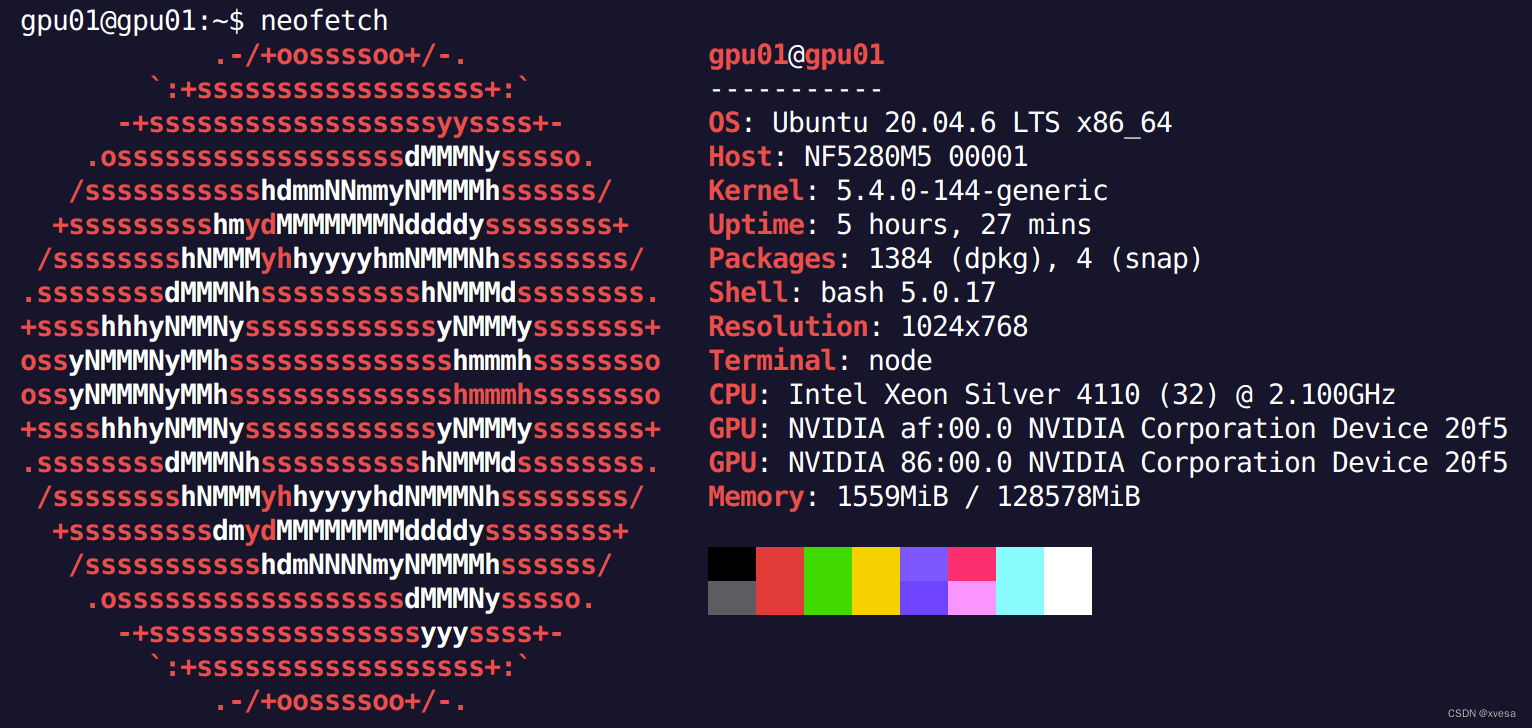 gpu01@gpu01:~$ neofetch
            .-/+oossssoo+/-.
        `:+ssssssssssssssssss+:`
      -+ssssssssssssssssssyyssss+-
    .ossssssssssssssssssdMMMNysssso.
   /ssssssssssshdmmNNmmyNMMMMhssssss/
  +ssssssssshmydMMMMMMMNddddyssssssss+
 /sssssssshNMMMyhhyyyyhmNMMMNhssssssss/
.ssssssssdMMMNhsssssssssshNMMMdssssssss.
+sssshhhyNMMNyssssssssssssyNMMMysssssss+
ossyNMMMNyMMhsssssssssssssshmmmhssssssso
ossyNMMMNyMMhsssssssssssssshmmmhssssssso
+sssshhhyNMMNyssssssssssssyNMMMysssssss+
.ssssssssdMMMNhsssssssssshNMMMdssssssss.
 /sssssssshNMMMyhhyyyyhdNMMMNhssssssss/
  +sssssssssdmydMMMMMMMMddddyssssssss+
   /ssssssssssshdmNNNNmyNMMMMhssssss/
    .ossssssssssssssssssdMMMNysssso.
      -+sssssssssssssssssyyyssss+-
        `:+ssssssssssssssssss+:`
            .-/+oossssoo+/-.
gpu01@gpu01
-----------
OS: Ubuntu 20.04.6 LTS x86_64
Host: NF5280M5 00001
Kernel: 5.4.0-144-generic
Uptime: 5 hours, 27 mins
Packages: 1384 (dpkg), 4 (snap)
Shell: bash 5.0.17
Resolution: 1024x768
Terminal: node
CPU: Intel Xeon Silver 4110 (32) @ 2.100GHz
GPU: NVIDIA af:00.0 NVIDIA Corporation Device 20f5
GPU: NVIDIA 86:00.0 NVIDIA Corporation Device 20f5
Memory: 1559MiB / 128578MiB
CSDN @xvesa